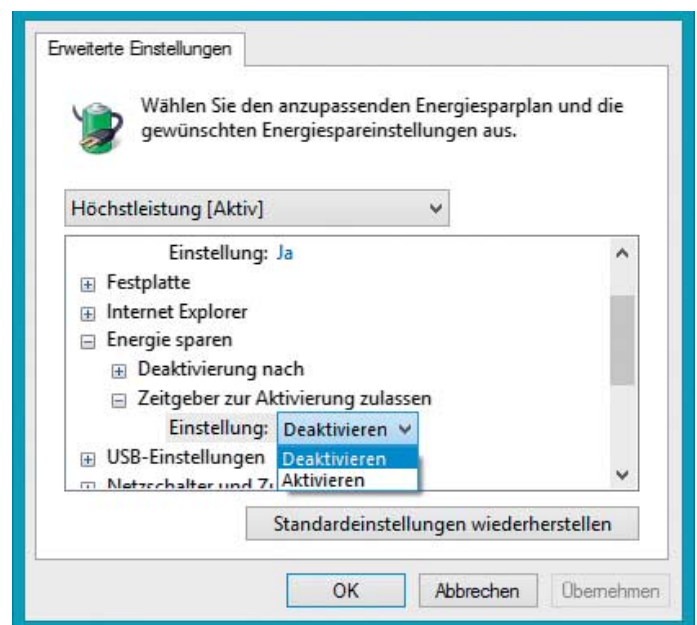 Erweiterte Einstellungen
Wählen Sie den anzupassenden Energiesparplan und die
gewünschten Energiespareinstellungen aus.
Höchstleistung [Aktiv]
Einstellung: Ja
Festplatte
Internet Explorer
Energie sparen
Deaktivierung nach
Zeitgeber zur Aktivierung zulassen
Einstellung: Deaktivieren
USB-Einstellungen Deaktivieren
Netzschalter und Aktivieren
Standardeinstellungen wiederherstellen
OK Abbrechen Übernehmen